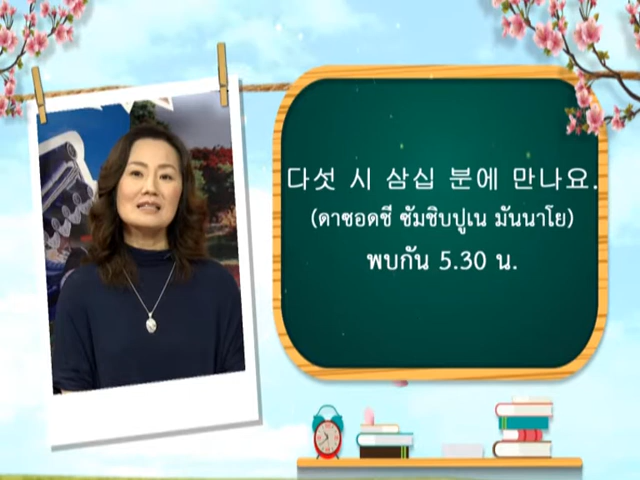 다섯 시 삼십 분에 만나요.
(ดาซอดชี ซัมชิบปูเน มันนาโย)
พบกัน 5.30 น.